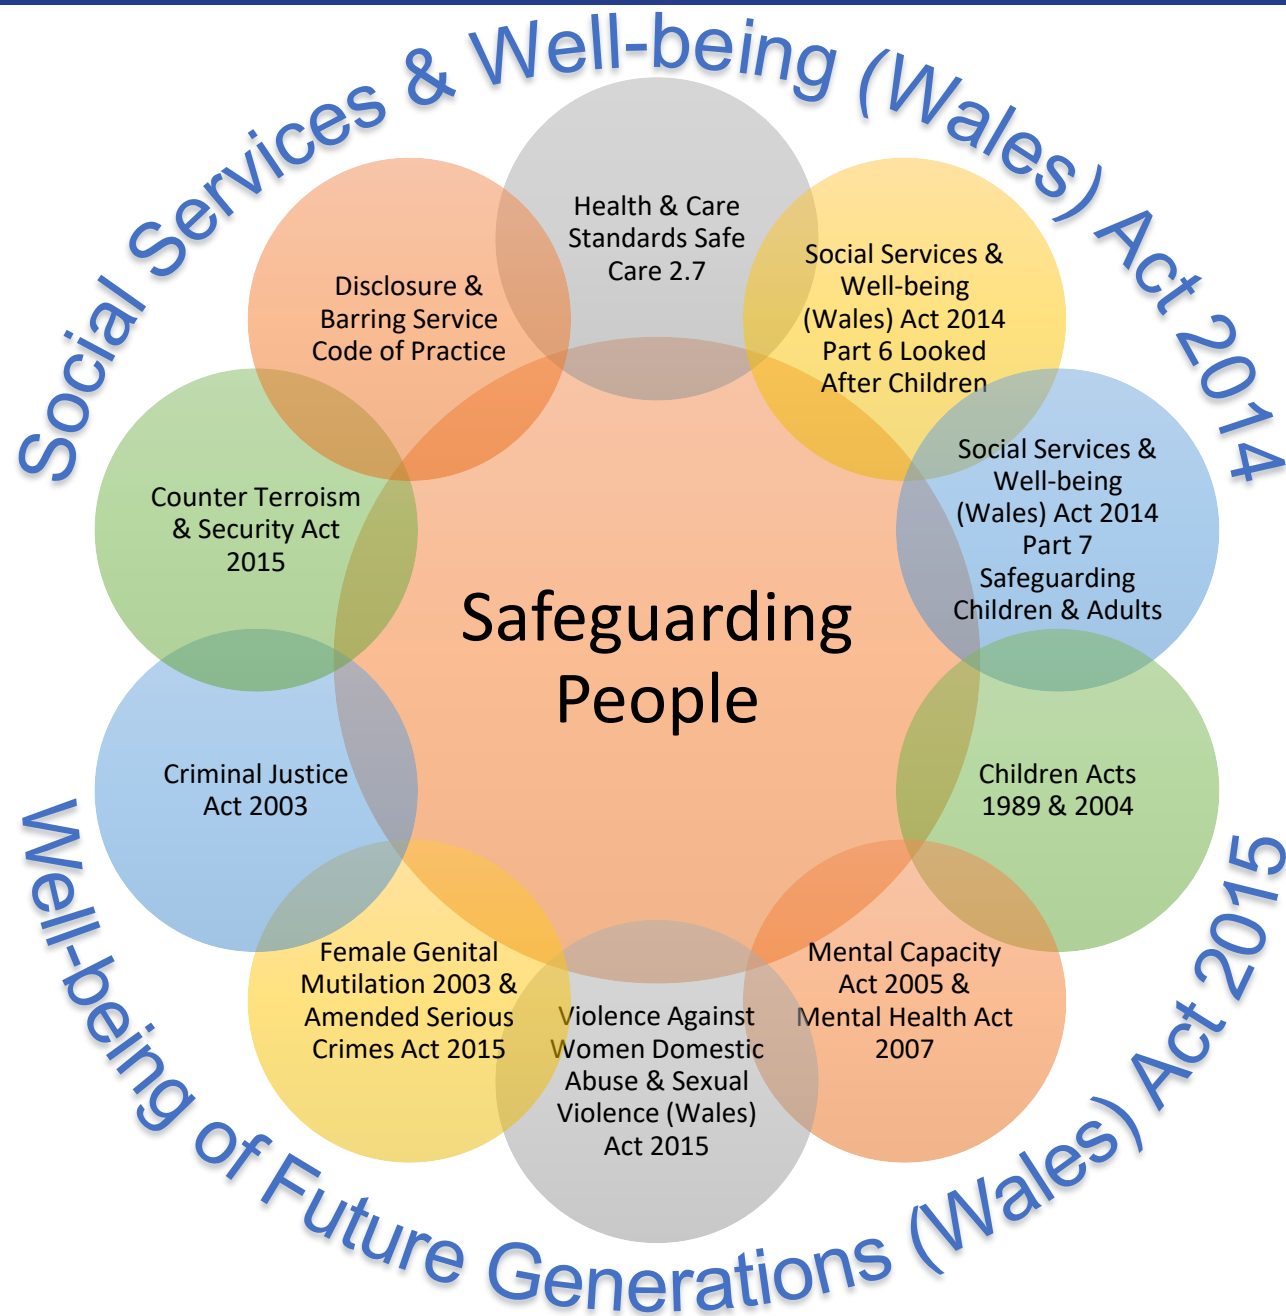 Social Services & Well-being (Wales) Act 2014
Health & Care
Standards Safe
Care 2.7
Social Services &
Well-being
(Wales) Act 2014
Part 6 Looked
After Children
Social Services &
Well-being
(Wales) Act 2014
Part 7
Safeguarding
Children & Adults
Children Acts
1989 & 2004
Mental Capacity
Act 2005 &
Mental Health Act
2007
Violence Against
Women Domestic
Abuse & Sexual
Violence (Wales)
Act 2015
Female Genital
Mutilation 2003 &
Amended Serious
Crimes Act 2015
Criminal Justice
Act 2003
Counter Terroism
& Security Act
2015
Disclosure &
Barring Service
Code of Practice
Safeguarding
People
Well-being of Future Generations (Wales) Act 2015